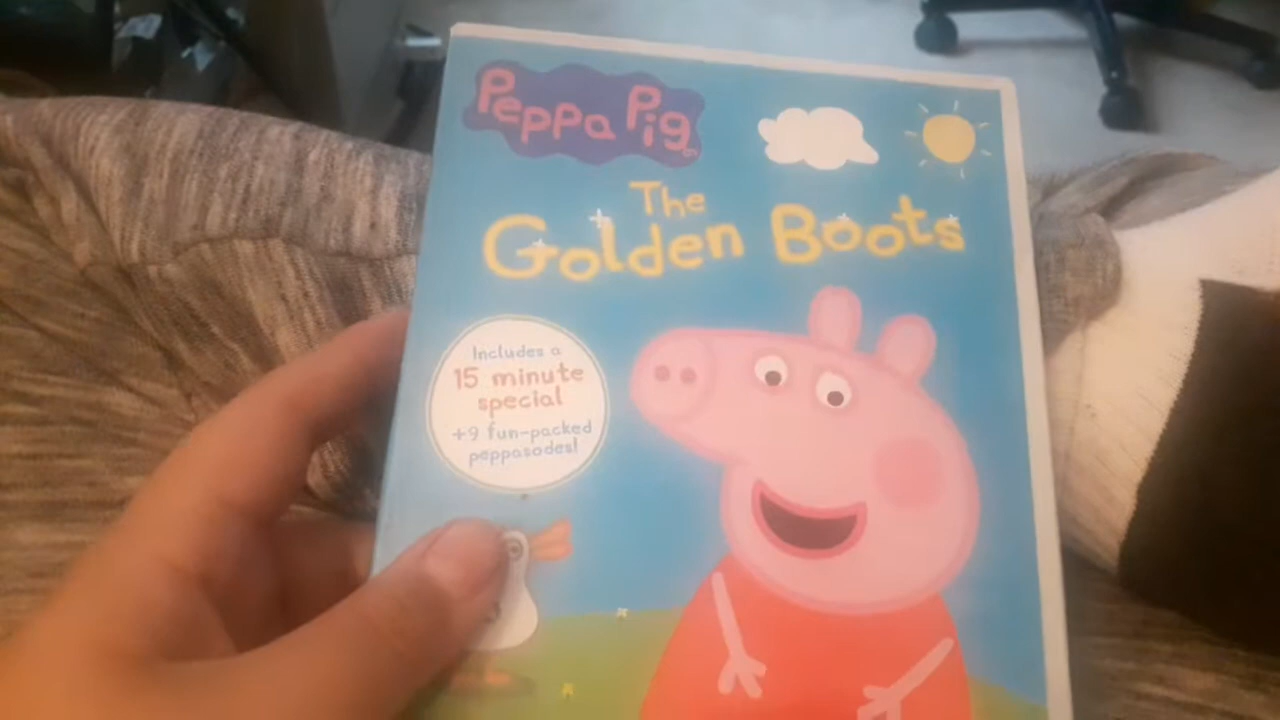 Peppa Pig
The
Golden Boots
Includes a
15 minute
special
+9 fun-packed
peppasodes!